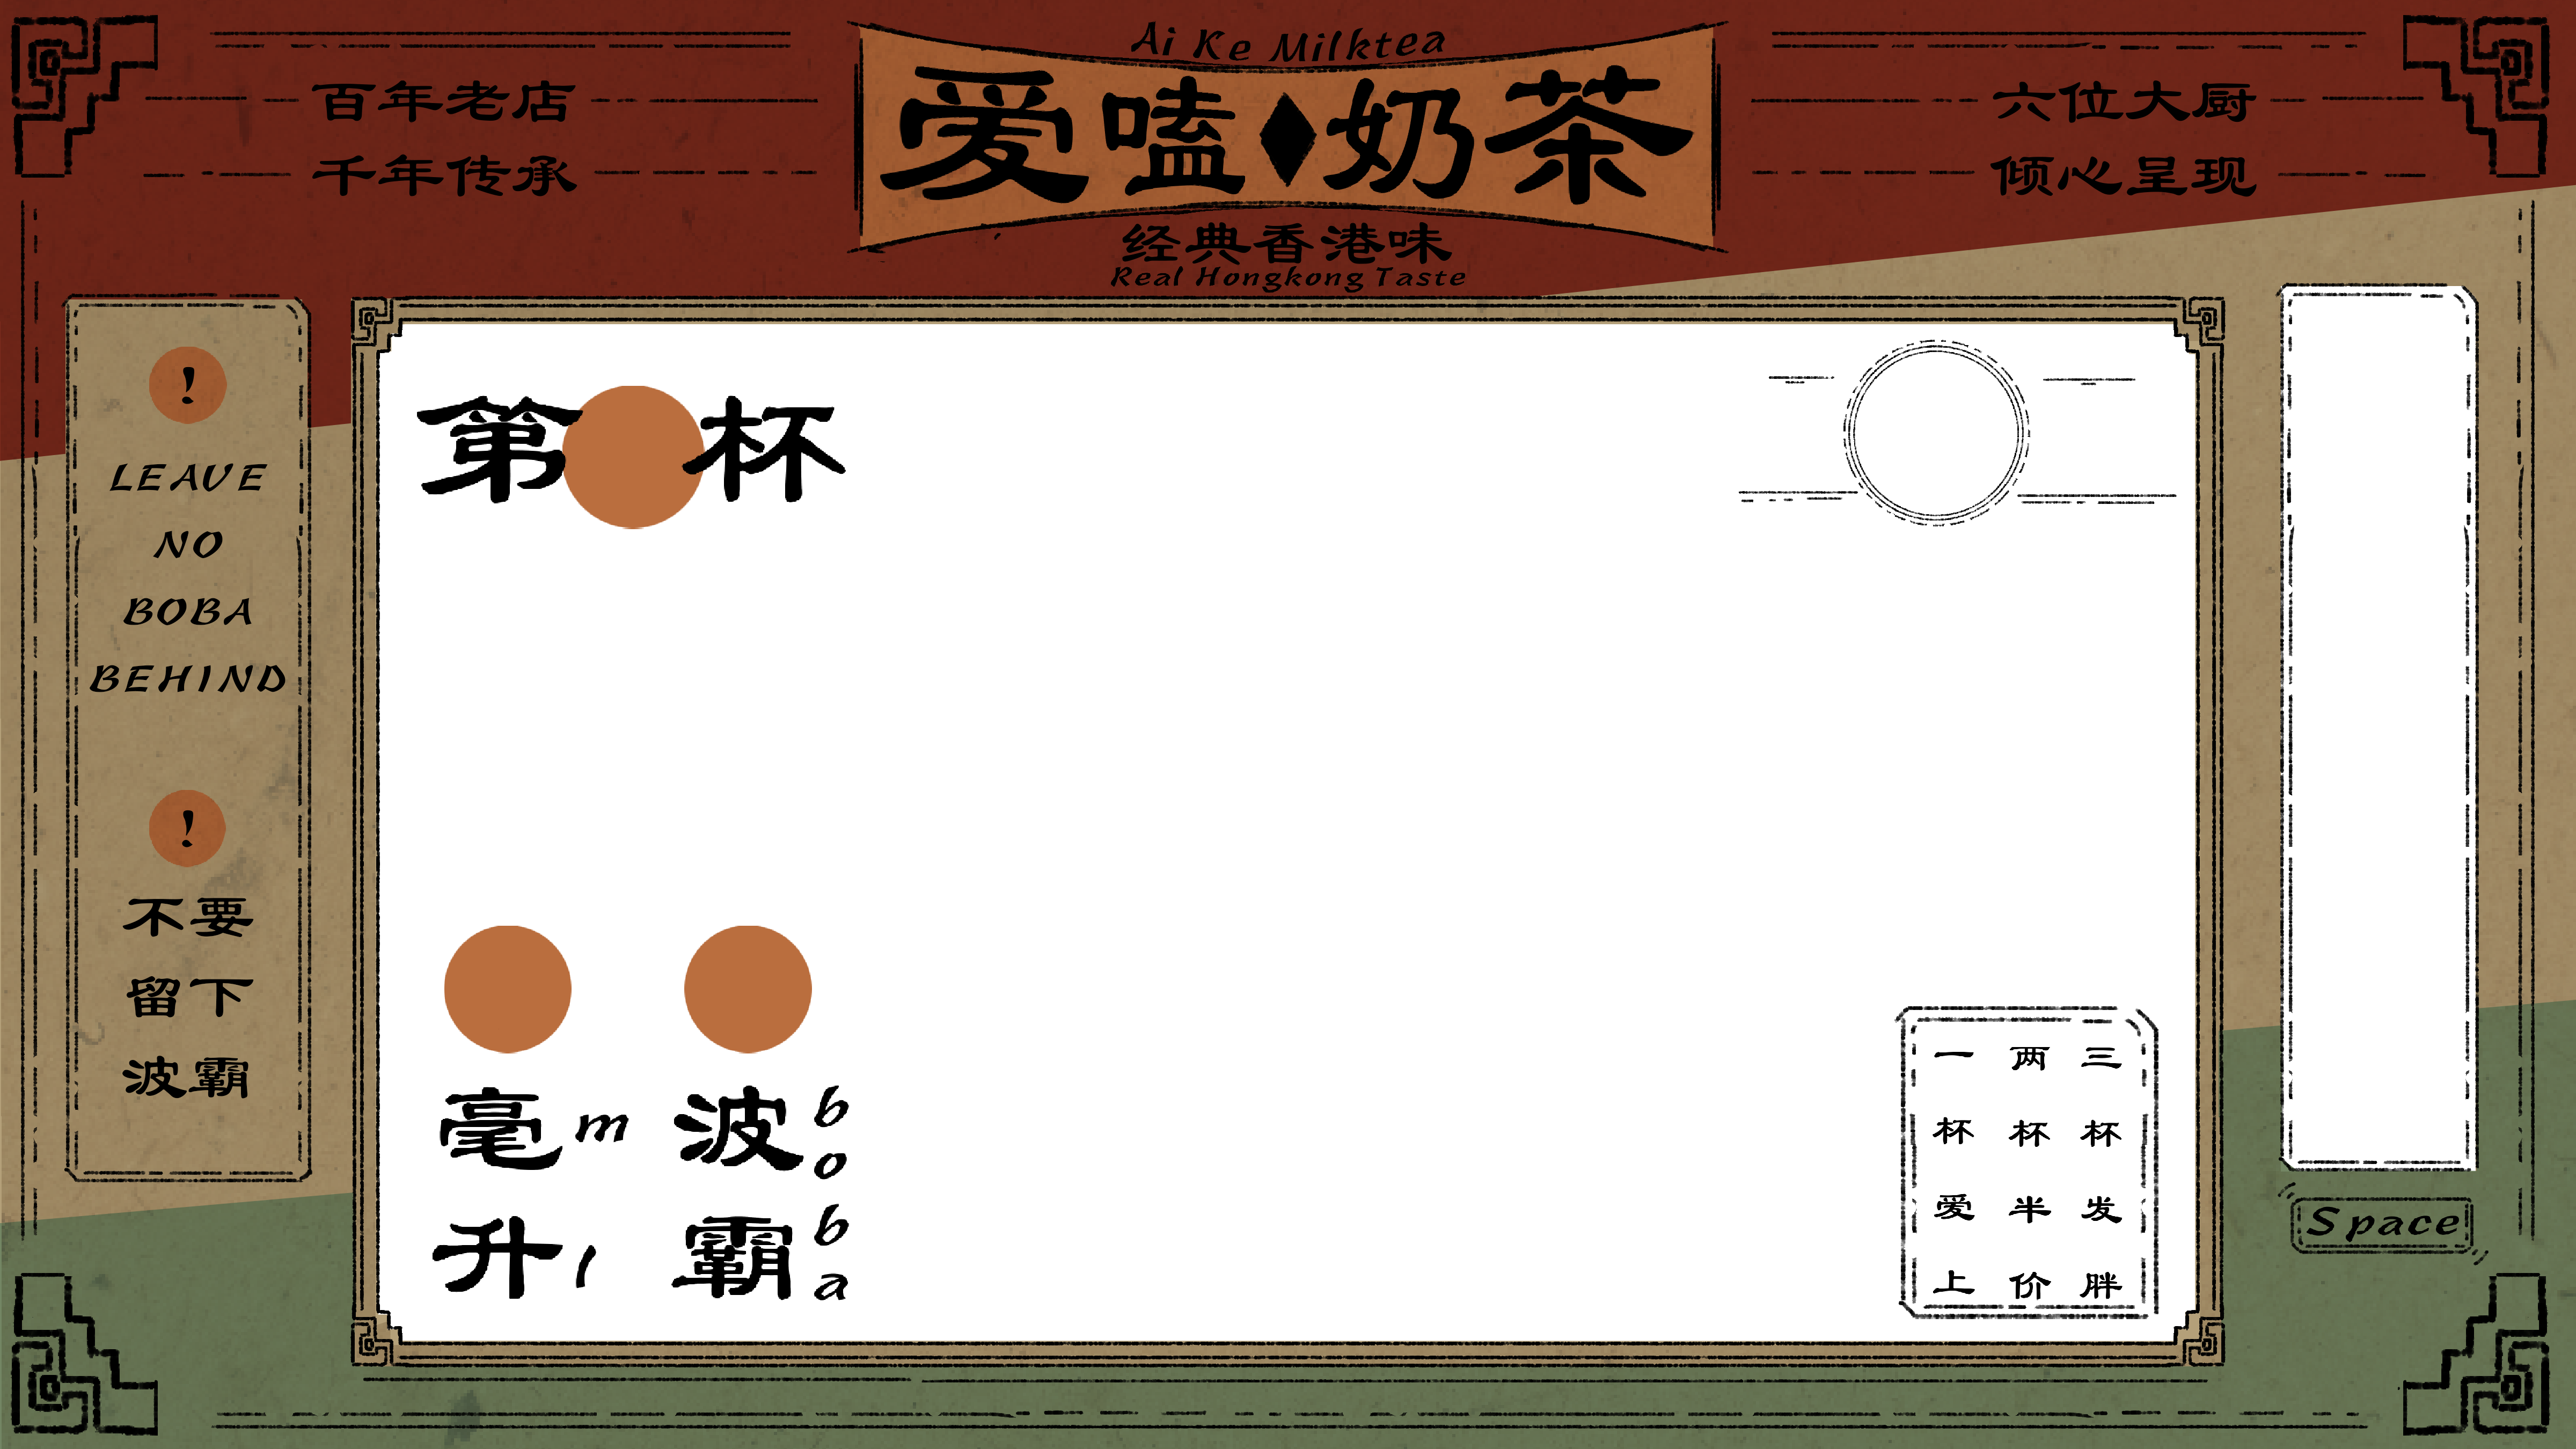 Ai Ke Milktea
百年老店
千年传承
爱嗑♦奶茶
六位大厨
倾心呈现
经典香港味
Real Hongkong Taste
!
LEAVE
NO
BOBA
BEHIND
!
不要
留下
波霸
第 杯
毫升 ml
波霸 boba
一杯爱上
两杯半价
三杯发胖
Space